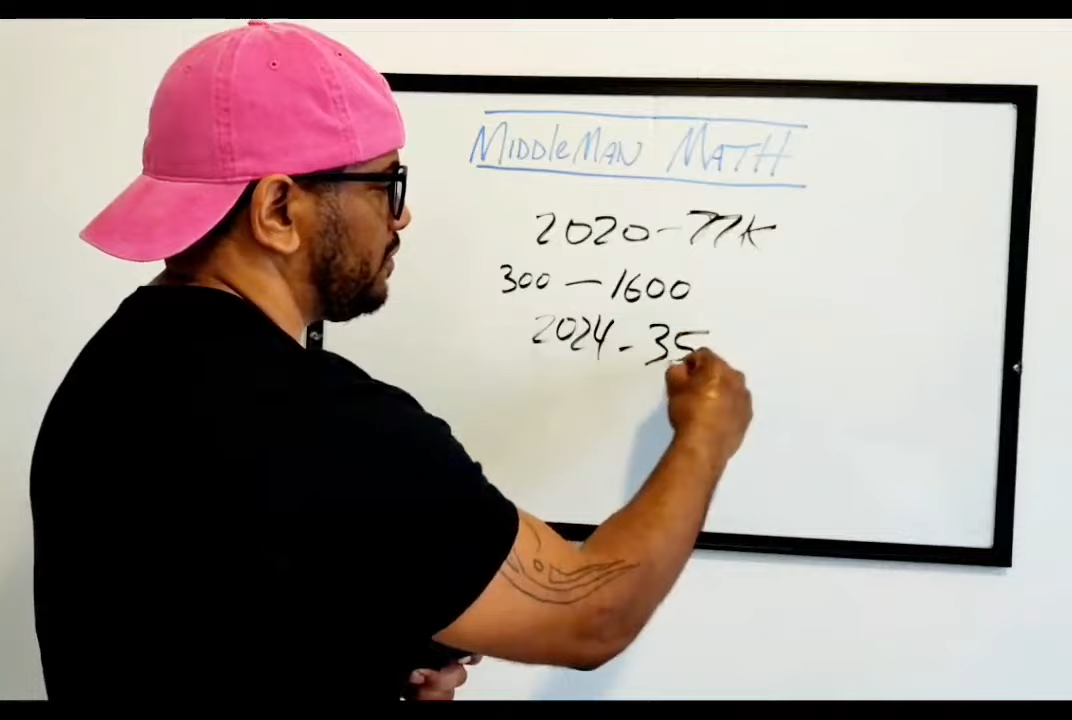 MIDDLEMAN MATH
2020-77K
300 - 1600
2024 - 35